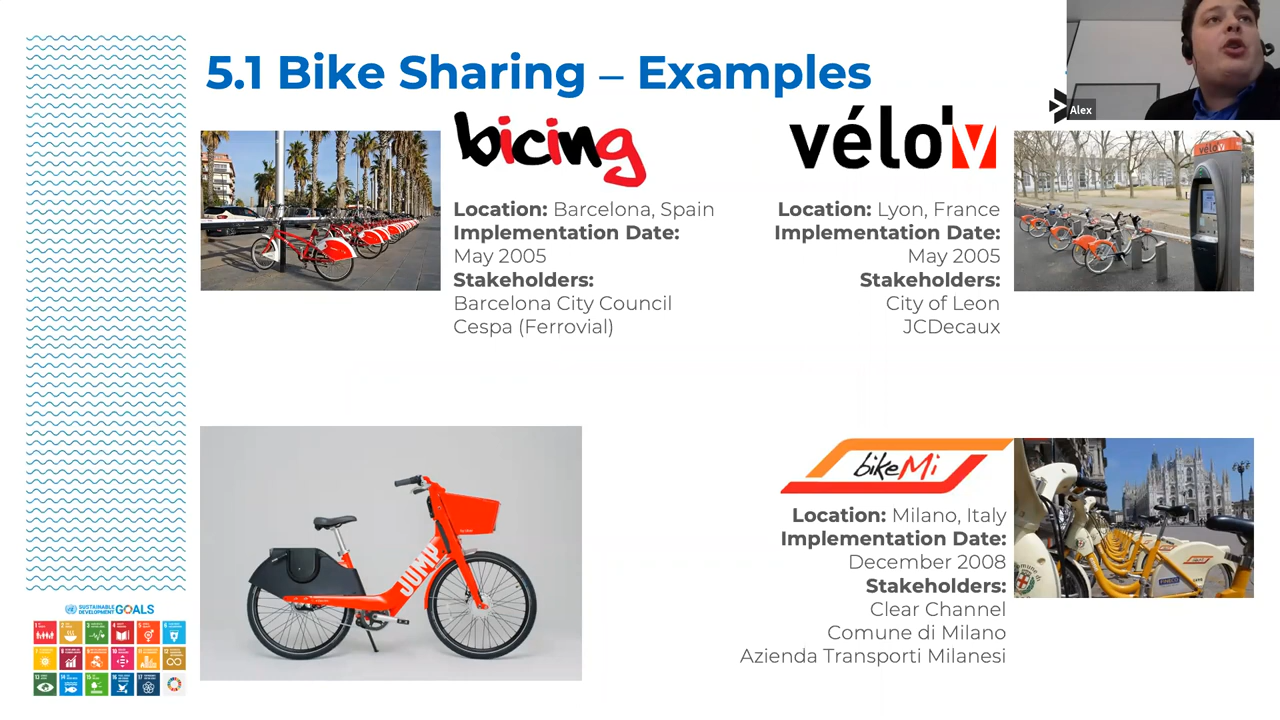 5.1 Bike Sharing – Examples
Alex
bicing
Location: Barcelona, Spain
Implementation Date:
May 2005
Stakeholders:
Barcelona City Council
Cespa (Ferrovial)
vélo'v
Location: Lyon, France
Implementation Date:
May 2005
Stakeholders:
City of Leon
JCDecaux
vélo'v
JUMP
bikeMi
Location: Milano, Italy
Implementation Date:
December 2008
Stakeholders:
Clear Channel
Comune di Milano
Azienda Transporti Milanesi
SUSTAINABLE
DEVELOPMENT GOALS